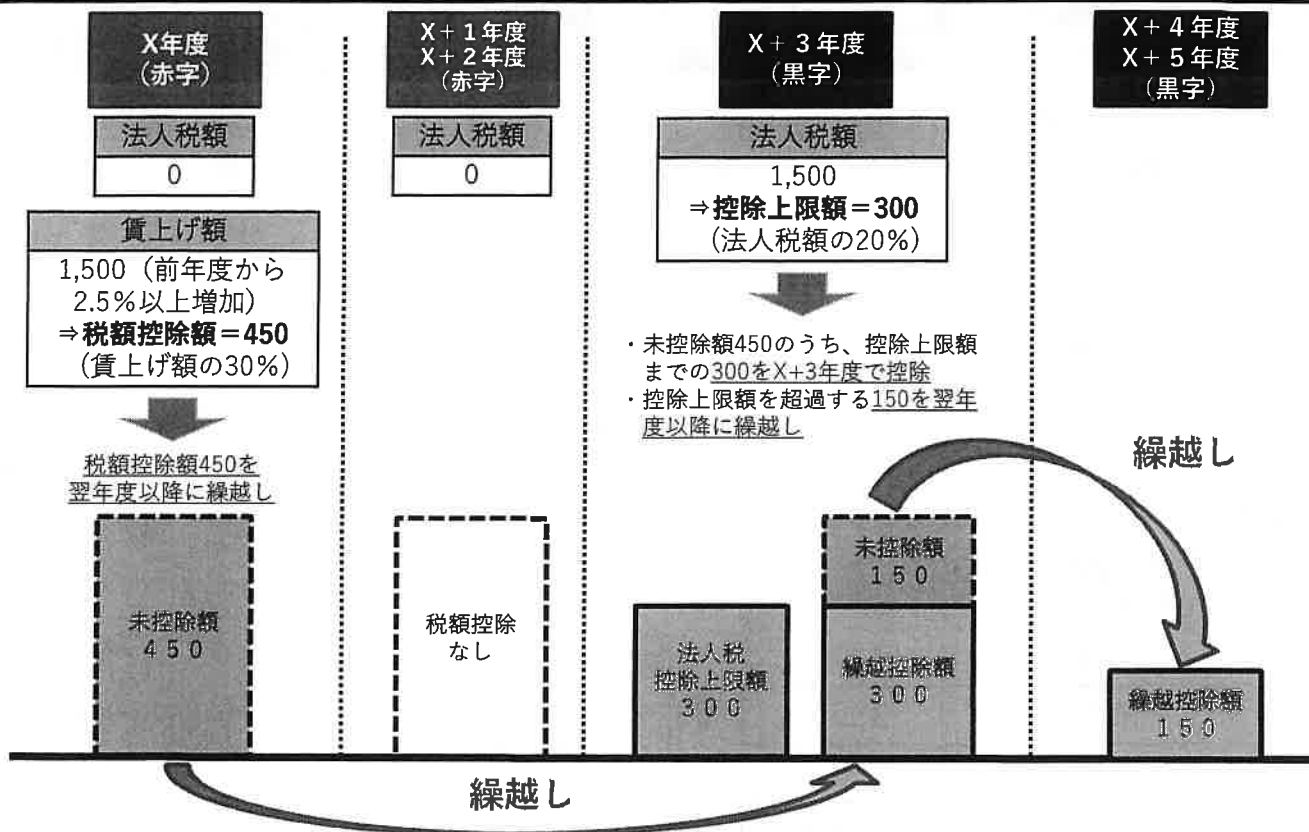 X年度
(赤字)
法人税額
0
賃上げ額
1,500（前年度から
2.5%以上増加）
⇒税額控除額＝450
（賃上げ額の30%）
税額控除額450を
翌年度以降に繰越し
未控除額
450
X＋1年度
X＋2年度
(赤字)
法人税額
0
税額控除
なし
X＋3年度
(黒字)
法人税額
1,500
⇒控除上限額＝300
（法人税額の20%）
・未控除額450のうち、控除上限額
までの300をX+3年度で控除
・控除上限額を超過する150を翌年
度以降に繰越し
法人税
控除上限額
300
未控除額
150
繰越控除額
300
X＋4年度
X＋5年度
(黒字)
繰越し
繰越控除額
150
繰越し